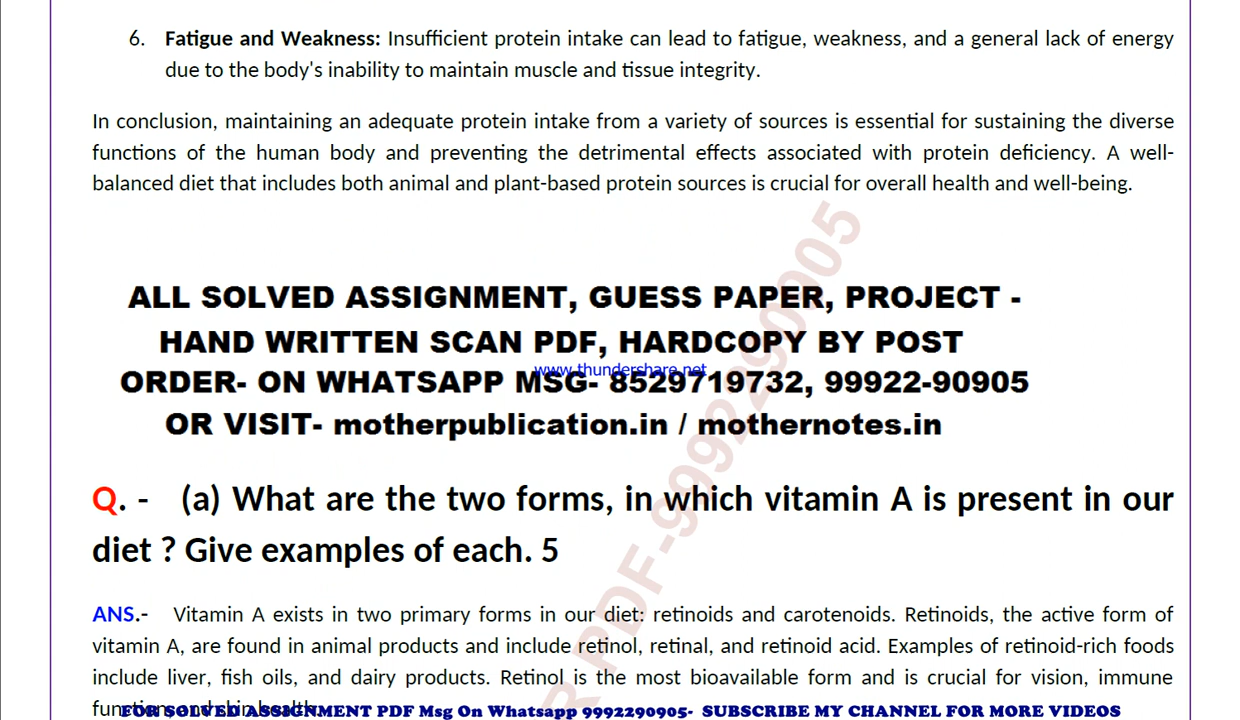 6. Fatigue and Weakness: Insufficient protein intake can lead to fatigue, weakness, and a general lack of energy
due to the body's inability to maintain muscle and tissue integrity.
In conclusion, maintaining an adequate protein intake from a variety of sources is essential for sustaining the diverse
functions of the human body and preventing the detrimental effects associated with protein deficiency. A well-
balanced diet that includes both animal and plant-based protein sources is crucial for overall health and well-being.
ALL SOLVED ASSIGNMENT, GUESS PAPER, PROJECT -
HAND WRITTEN SCAN PDF, HARDCOPY BY POST
www.thundershare.net
ORDER- ON WHATSAPP MSG- 8529719732, 99922-90905
OR VISIT- motherpublication.in / mothernotes.in
R PDF-9992290905
Q. - (a) What are the two forms, in which vitamin A is present in our
diet ? Give examples of each. 5
ANS.- Vitamin A exists in two primary forms in our diet: retinoids and carotenoids. Retinoids, the active form of
vitamin A, are found in animal products and include retinol, retinal, and retinoid acid. Examples of retinoid-rich foods
include liver, fish oils, and dairy products. Retinol is the most bioavailable form and is crucial for vision, immune
function, and skin health.
FOR SOLVED ASSIGNMENT PDF Msg On Whatsapp 9992290905- SUBSCRIBE MY CHANNEL FOR MORE VIDEOS